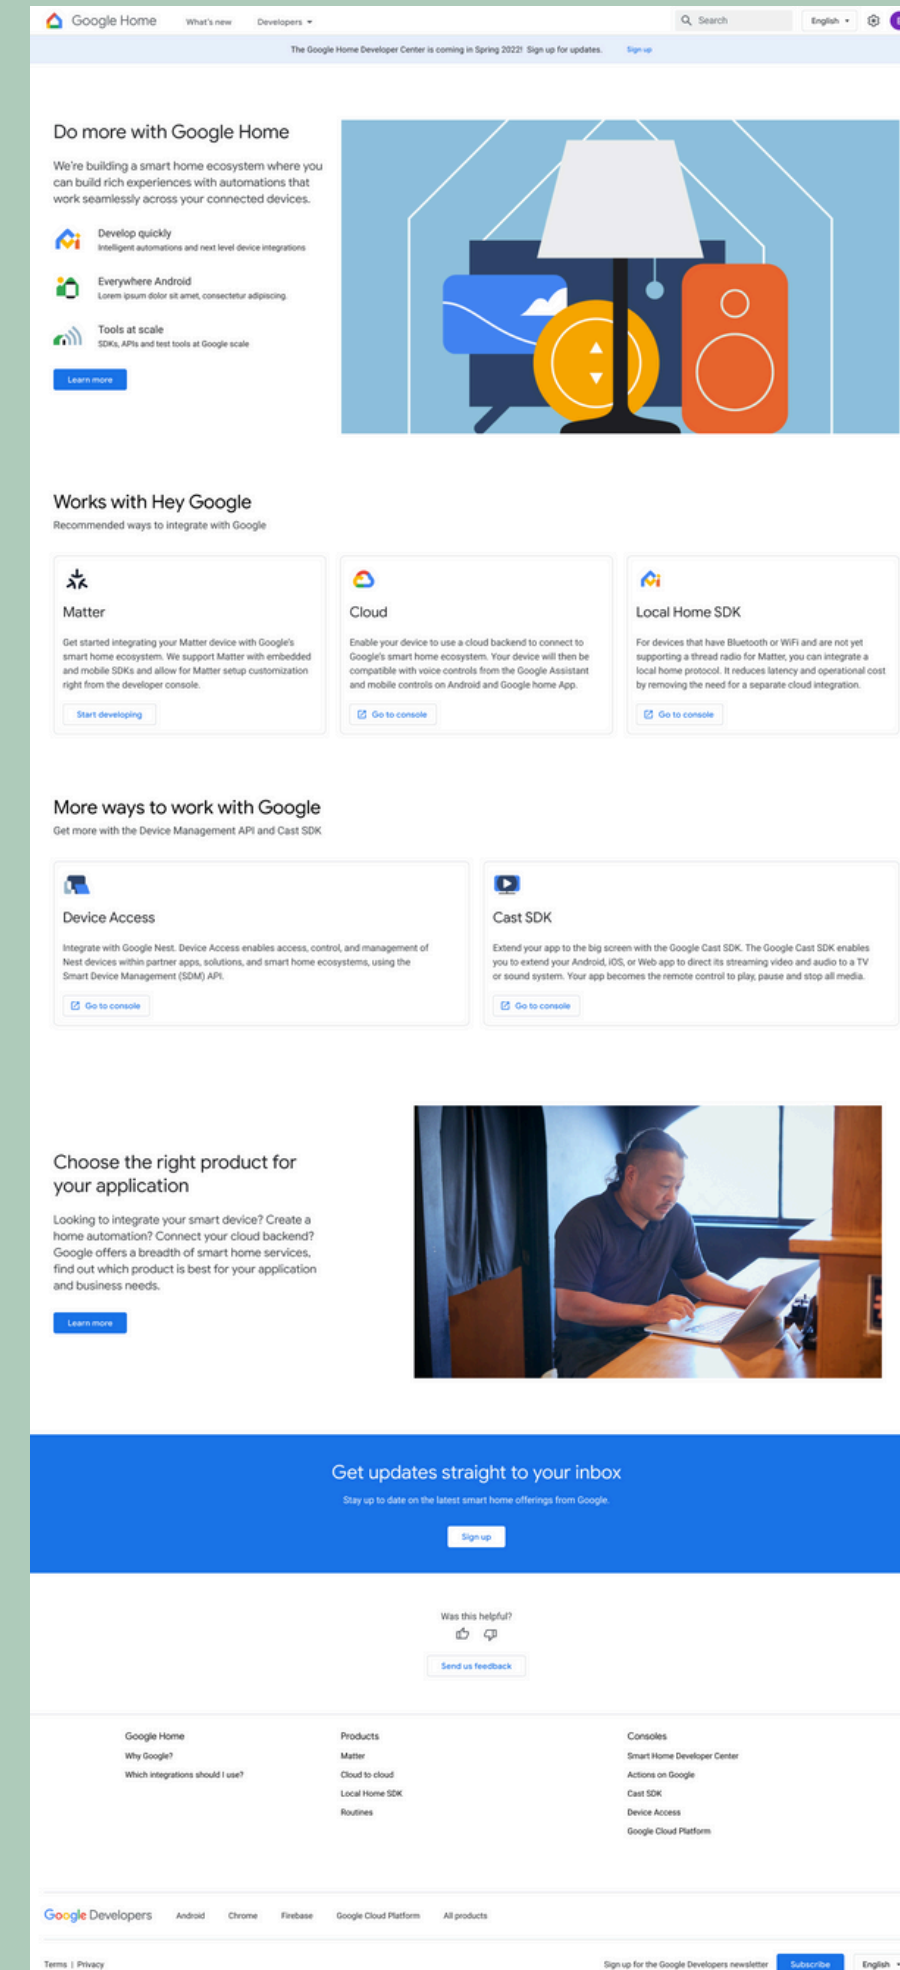 Google Home
What's new
Developers
Search
English
The Google Home Developer Center is coming in Spring 2022! Sign up for updates.
Sign up
Do more with Google Home
We're building a smart home ecosystem where you
can build rich experiences with automations that
work seamlessly across your connected devices.
Develop quickly
Intelligent automations and next level device integrations
Everywhere Android
Lorem ipsum dolor sit amet, consectetur adipiscing.
Tools at scale
SDKs, APIs and test tools at Google scale
Learn more
Works with Hey Google
Recommended ways to integrate with Google
Matter
Get started integrating your Matter device with Google's
smart home ecosystem. We support Matter with embedded
and mobile SDKs and allow for Matter setup customization
right from the developer console.
Start developing
Cloud
Enable your device to use a cloud backend to connect to
Google's smart home ecosystem. Your device will then be
compatible with voice controls from the Google Assistant
and mobile controls on Android and Google home App.
Go to console
Local Home SDK
For devices that have Bluetooth or WiFi and are not yet
supporting a thread radio for Matter, you can integrate a
local home protocol. It reduces latency and operational cost
by removing the need for a separate cloud integration.
Go to console
More ways to work with Google
Get more with the Device Management API and Cast SDK
Device Access
Integrate with Google Nest. Device Access enables access, control, and management of
Nest devices within partner apps, solutions, and smart home ecosystems, using the
Smart Device Management (SDM) API.
Go to console
Cast SDK
Extend your app to the big screen with the Google Cast SDK. The Google Cast SDK enables
you to extend your Android, iOS, or Web app to direct its streaming video and audio to a TV
or sound system. Your app becomes the remote control to play, pause and stop all media.
Go to console
Choose the right product for
your application
Looking to integrate your smart device? Create a
home automation? Connect your cloud backend?
Google offers a breadth of smart home services,
find out which product is best for your application
and business needs.
Learn more
Get updates straight to your inbox
Stay up to date on the latest smart home offerings from Google.
Sign up
Was this helpful?
Send us feedback
Google Home
Why Google?
Which integrations should I use?
Products
Matter
Cloud to cloud
Local Home SDK
Routines
Consoles
Smart Home Developer Center
Actions on Google
Cast SDK
Device Access
Google Cloud Platform
Google Developers
Android
Chrome
Firebase
Google Cloud Platform
All products
Terms | Privacy
Sign up for the Google Developers newsletter
Subscribe
English